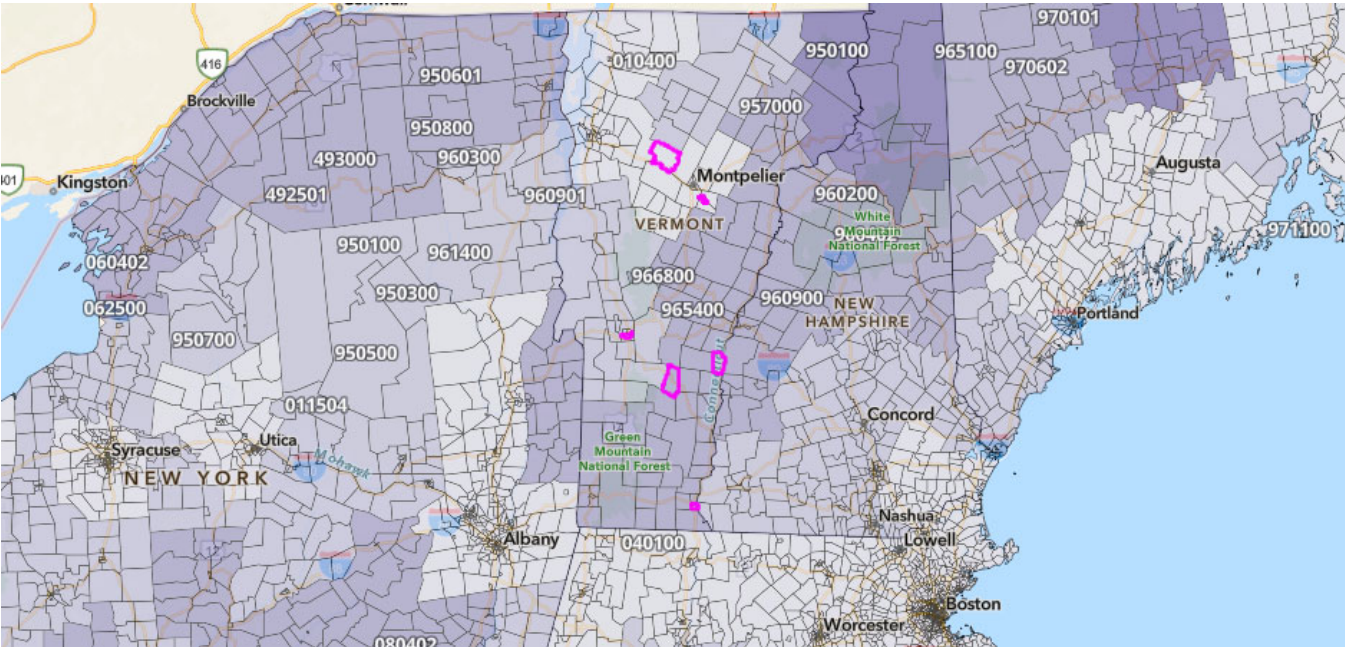 970101
950100
965100
010400
416
970602
950601
Brockville
957000
950800
493000
960300
Augusta
401
Kingston
Montpelier
492501
960901
960200
White
Mountain
National Forest
VERMONT
971100
950100
961400
060402
966800
950300
960900
NEW
HAMPSHIRE
062500
965400
Portland
950700
950500
011504
Concord
Utica
Syracuse
Mohawk
Green
Mountain
National Forest
NEW YORK
Nashua
Albany
040100
Lowell
Boston
Worcester
080402